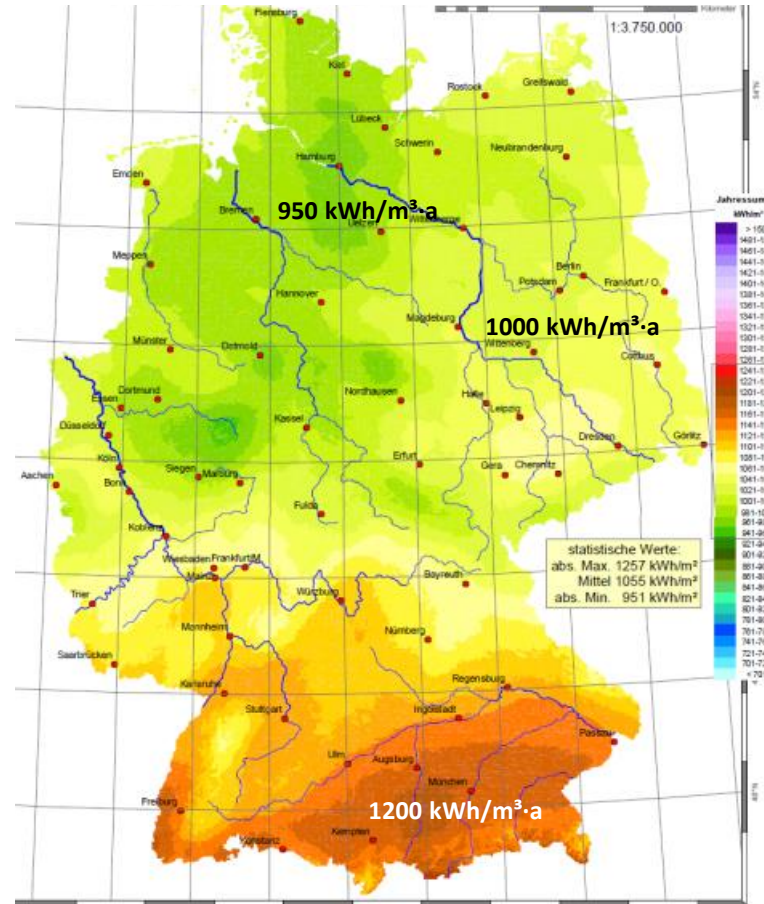 Flensburg
Kilometer
1:3.750.000
Kiel
Greifswald
Rostock
Lübeck
Schwerin
Hamburg
Neubrandenburg
Emden
950 kWh/m³·a
Bremen
Uelzen
Wittenberge
Jahressum
kWh/m²
Meppen
Berlin
Potsdam
Frankfurt / O.
Hannover
Magdeburg
1000 kWh/m³·a
Münster
Detmold
Wittenberg
Cottbus
Dortmund
Essen
Nordhausen
Halle
Leipzig
Düsseldorf
Kassel
Dresden
Görlitz
Köln
Siegen
Marburg
Erfurt
Gera
Chemnitz
Aachen
Bonn
Fulda
Koblenz
statistische Werte:
abs. Max. 1257 kWh/m²
Mittel 1055 kWh/m²
abs. Min. 951 kWh/m²
Wiesbaden
Frankfurt/M.
Mainz
Bayreuth
Trier
Würzburg
Mannheim
Nürnberg
Saarbrücken
Karlsruhe
Regensburg
Stuttgart
Ingolstadt
Passau
Ulm
Augsburg
München
Freiburg
1200 kWh/m³·a
Kempten
Konstanz